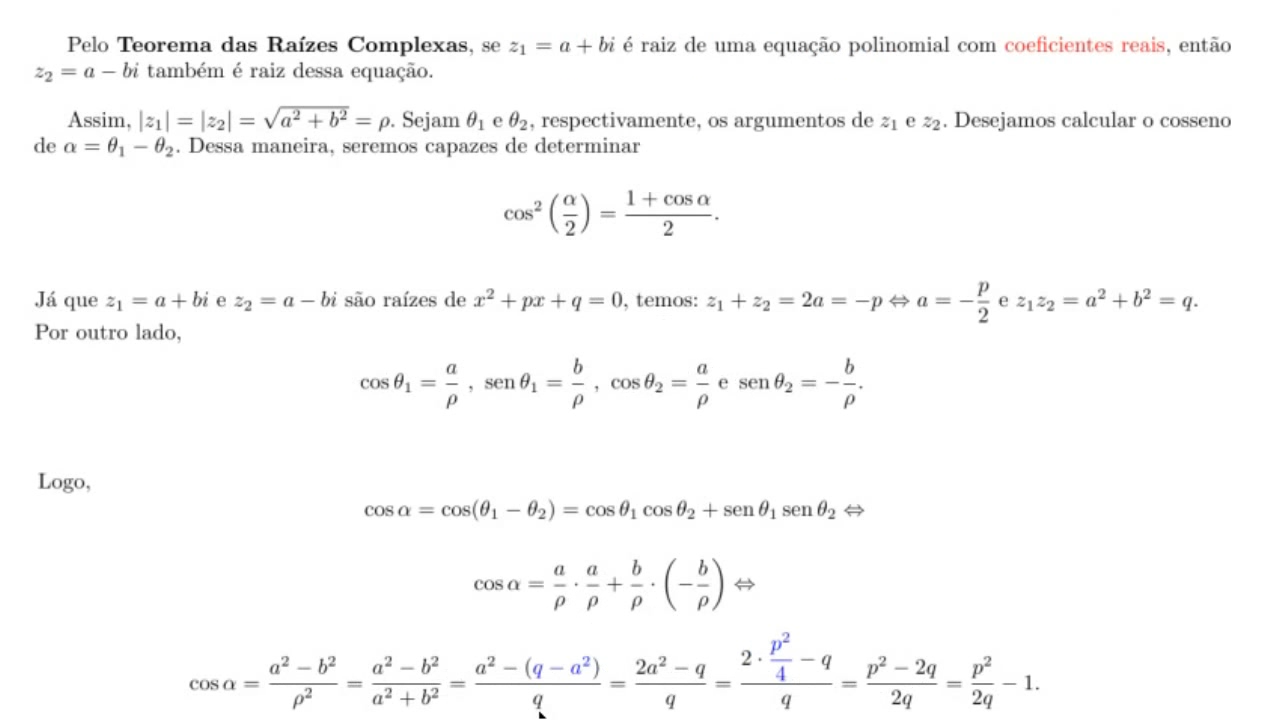 Pelo Teorema das Raízes Complexas, se z₁ = a + bi é raiz de uma equação polinomial com coeficientes reais, então
z₂ = a − bi também é raiz dessa equação.
Assim, |z₁| = |z₂| = √(a² + b²) = ρ. Sejam θ₁ e θ₂, respectivamente, os argumentos de z₁ e z₂. Desejamos calcular o cosseno
de α = θ₁ − θ₂. Dessa maneira, seremos capazes de determinar
cos² (α/2) = (1 + cos α)/2.
Já que z₁ = a + bi e z₂ = a − bi são raízes de x² + px + q = 0, temos: z₁ + z₂ = 2a = −p ⇔ a = −p/2 e z₁z₂ = a² + b² = q.
Por outro lado,
cos θ₁ = a/ρ , sen θ₁ = b/ρ , cos θ₂ = a/ρ e sen θ₂ = −b/ρ.
Logo,
cos α = cos(θ₁ − θ₂) = cos θ₁ cos θ₂ + sen θ₁ sen θ₂ ⇔
cos α = a/ρ · a/ρ + b/ρ · (−b/ρ) ⇔
cos α = (a² − b²)/ρ² = (a² − b²)/(a² + b²) = (a² − (q − a²))/q = (2a² − q)/q = (2 · p²/4 − q)/q = (p² − 2q)/2q = p²/2q − 1.